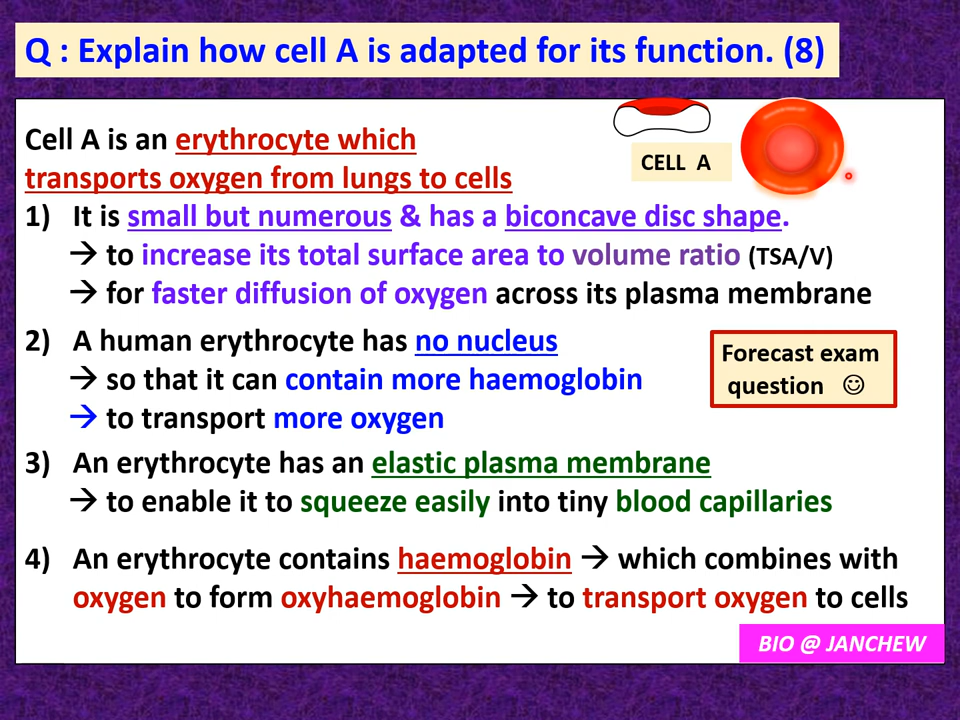 Q : Explain how cell A is adapted for its function. (8)
Cell A is an erythrocyte which
transports oxygen from lungs to cells
CELL A
1) It is small but numerous & has a biconcave disc shape.
→ to increase its total surface area to volume ratio (TSA/V)
→ for faster diffusion of oxygen across its plasma membrane
2) A human erythrocyte has no nucleus
→ so that it can contain more haemoglobin
→ to transport more oxygen
Forecast exam
question ☺
3) An erythrocyte has an elastic plasma membrane
→ to enable it to squeeze easily into tiny blood capillaries
4) An erythrocyte contains haemoglobin → which combines with
oxygen to form oxyhaemoglobin → to transport oxygen to cells
BIO @ JANCHEW